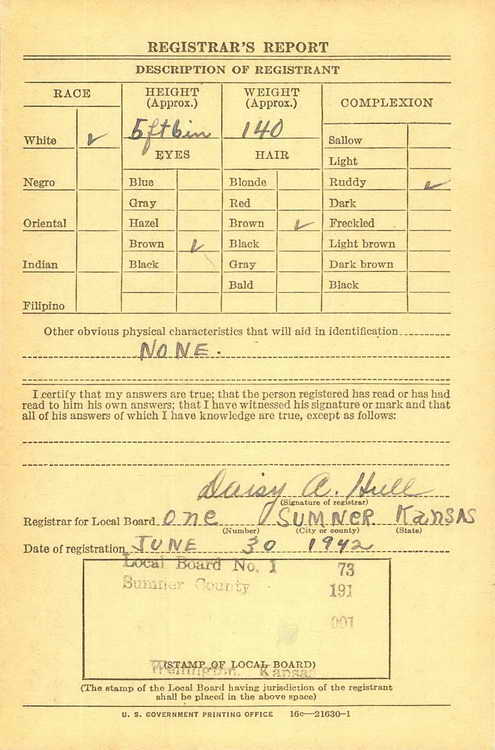 REGISTRAR'S REPORT
DESCRIPTION OF REGISTRANT
RACE
HEIGHT (Approx.)
WEIGHT (Approx.)
COMPLEXION
White ✓
5ft6in
140
Sallow
EYES
HAIR
Light
Negro
Blue
Blonde
Ruddy ✓
Gray
Red
Dark
Oriental
Hazel
Brown ✓
Freckled
Brown ✓
Black
Light brown
Indian
Black
Gray
Dark brown
Bald
Black
Filipino
Other obvious physical characteristics that will aid in identification
NONE.
I certify that my answers are true; that the person registered has read or has had
read to him his own answers; that I have witnessed his signature or mark and that
all of his answers of which I have knowledge are true, except as follows:
Daisy A. Hull
(Signature of registrar)
Registrar for Local Board One SUMNER KANSAS
(Number) (City or county) (State)
Date of registration JUNE 30 1942
Local Board No. 1 73
Sumner County 191
001
(STAMP OF LOCAL BOARD)
Wellington, Kansas
(The stamp of the Local Board having jurisdiction of the registrant
shall be placed in the above space)
U. S. GOVERNMENT PRINTING OFFICE 16c—21630-1